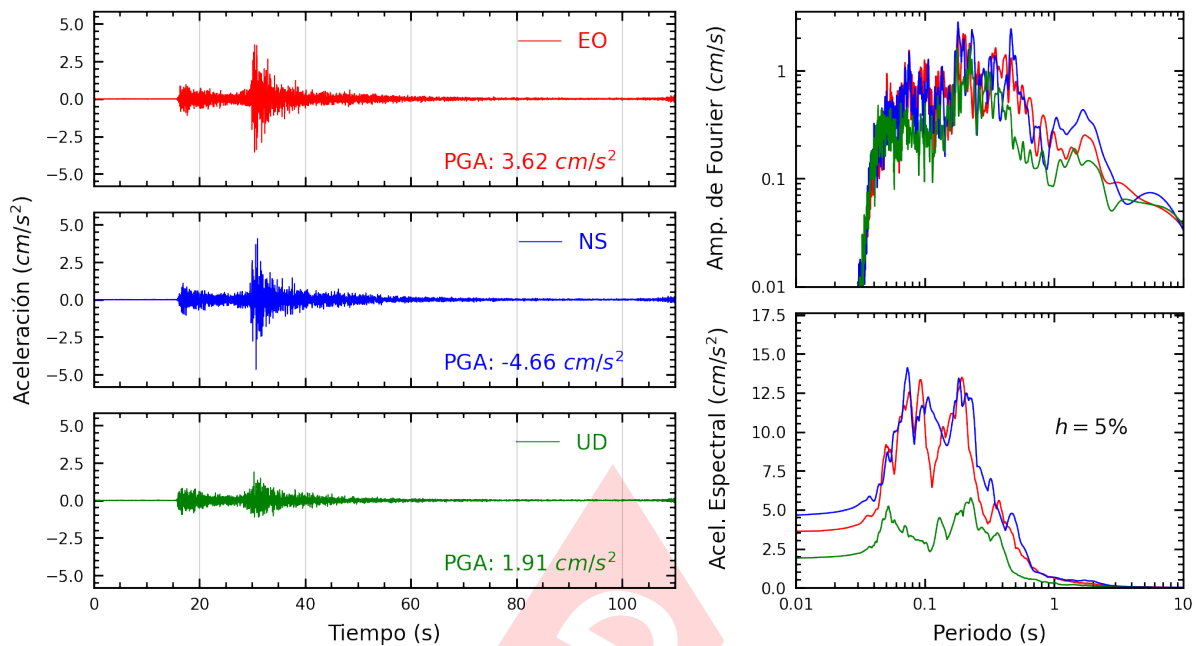 Aceleración (cm/s²)
5.0
2.5
0.0
−2.5
−5.0
EO
PGA: 3.62 cm/s²
5.0
2.5
0.0
−2.5
−5.0
NS
PGA: -4.66 cm/s²
5.0
2.5
0.0
−2.5
−5.0
UD
PGA: 1.91 cm/s²
0 20 40 60 80 100
Tiempo (s)
Amp. de Fourier (cm/s)
1
0.1
0.01
Acel. Espectral (cm/s²)
17.5
15.0
12.5
10.0
7.5
5.0
2.5
0.0
h = 5%
0.01 0.1 1 10
Periodo (s)